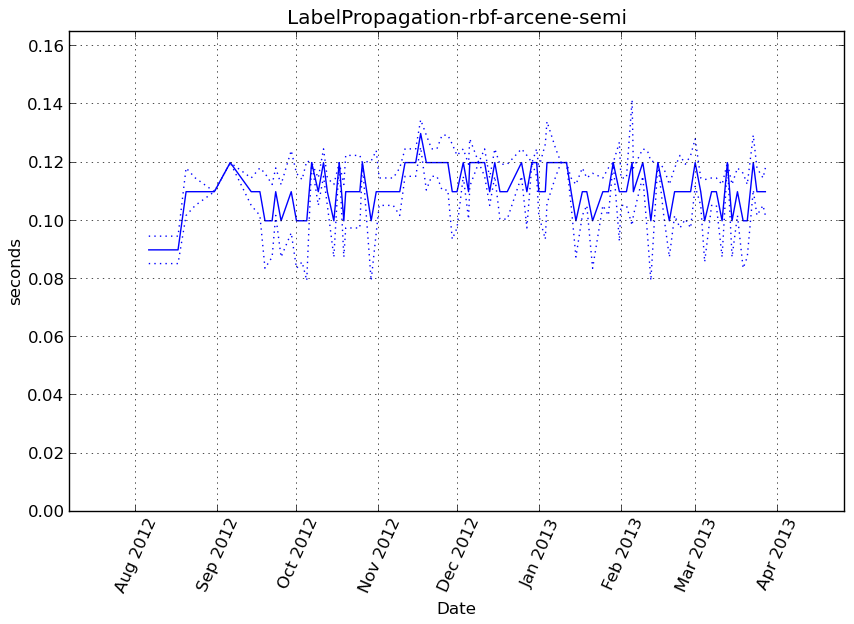 LabelPropagation-rbf-arcene-semi
0.16
0.14
0.12
0.10
0.08
0.06
0.04
0.02
0.00
seconds
Aug 2012
Sep 2012
Oct 2012
Nov 2012
Dec 2012
Jan 2013
Feb 2013
Mar 2013
Apr 2013
Date